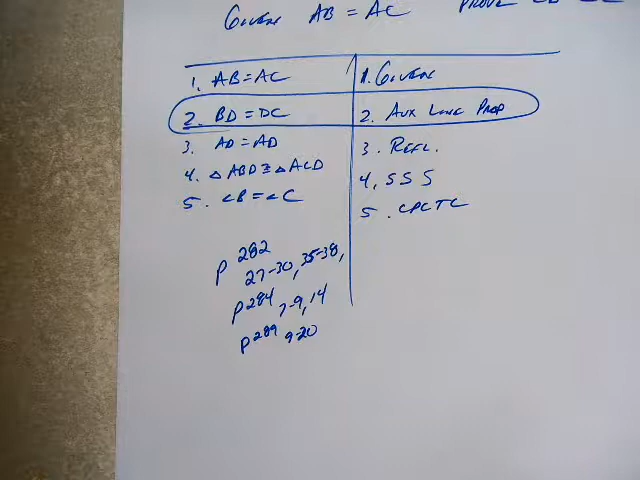 GIVEN AB = AC PROVE
1. AB = AC 1. GIVEN
2. BD = DC 2. AUX LINE PROP
3. AD = AD 3. REFL.
4. △ABD ≅ △ACD 4. SSS
5. ∠B = ∠C 5. CPCTC
P 282
27-30, 35-38,
P 284 7-9, 14
P 289 9-20